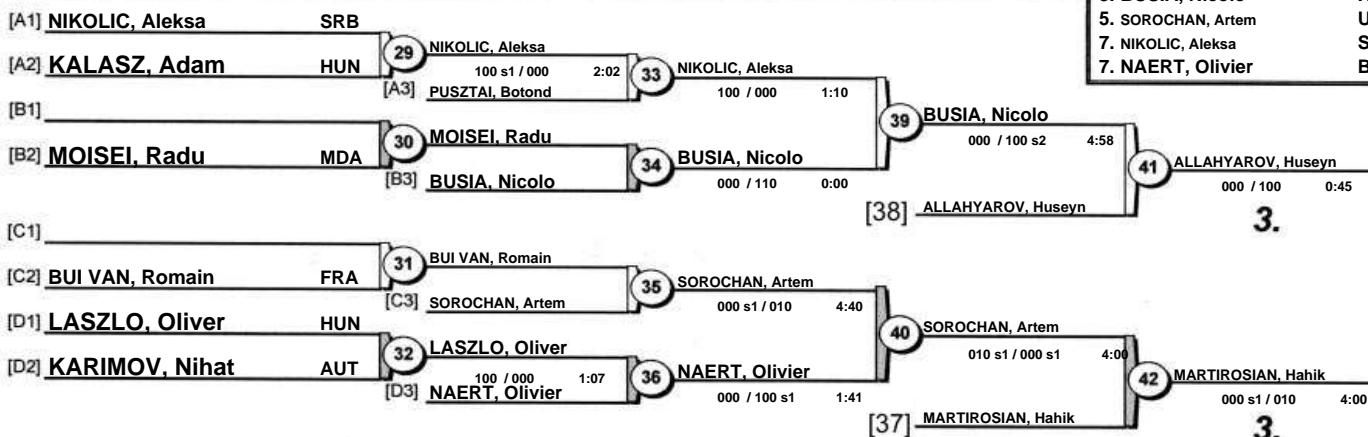 5. SOROCHAN, Artem U
7. NIKOLIC, Aleksa S
7. NAERT, Olivier B
[A1] NIKOLIC, Aleksa SRB
[A2] KALASZ, Adam HUN
29
NIKOLIC, Aleksa
100 s1 / 000 2:02
[A3] PUSZTAI, Botond
33
NIKOLIC, Aleksa
100 / 000 1:10
[B1]
[B2] MOISEI, Radu MDA
30
MOISEI, Radu
[B3] BUSIA, Nicolo
34
BUSIA, Nicolo
000 / 110 0:00
39
BUSIA, Nicolo
000 / 100 s2 4:58
[38] ALLAHYAROV, Huseyn
41
ALLAHYAROV, Huseyn
000 / 100 0:45
3.
[C1]
[C2] BUI VAN, Romain FRA
31
BUI VAN, Romain
[C3] SOROCHAN, Artem
35
SOROCHAN, Artem
000 s1 / 010 4:40
[D1] LASZLO, Oliver HUN
[D2] KARIMOV, Nihat AUT
32
LASZLO, Oliver
100 / 000 1:07
[D3] NAERT, Olivier
36
NAERT, Olivier
000 / 100 s1 1:41
40
SOROCHAN, Artem
010 s1 / 000 s1 4:00
[37] MARTIROSIAN, Hahik
42
MARTIROSIAN, Hahik
000 s1 / 010 4:00
3.